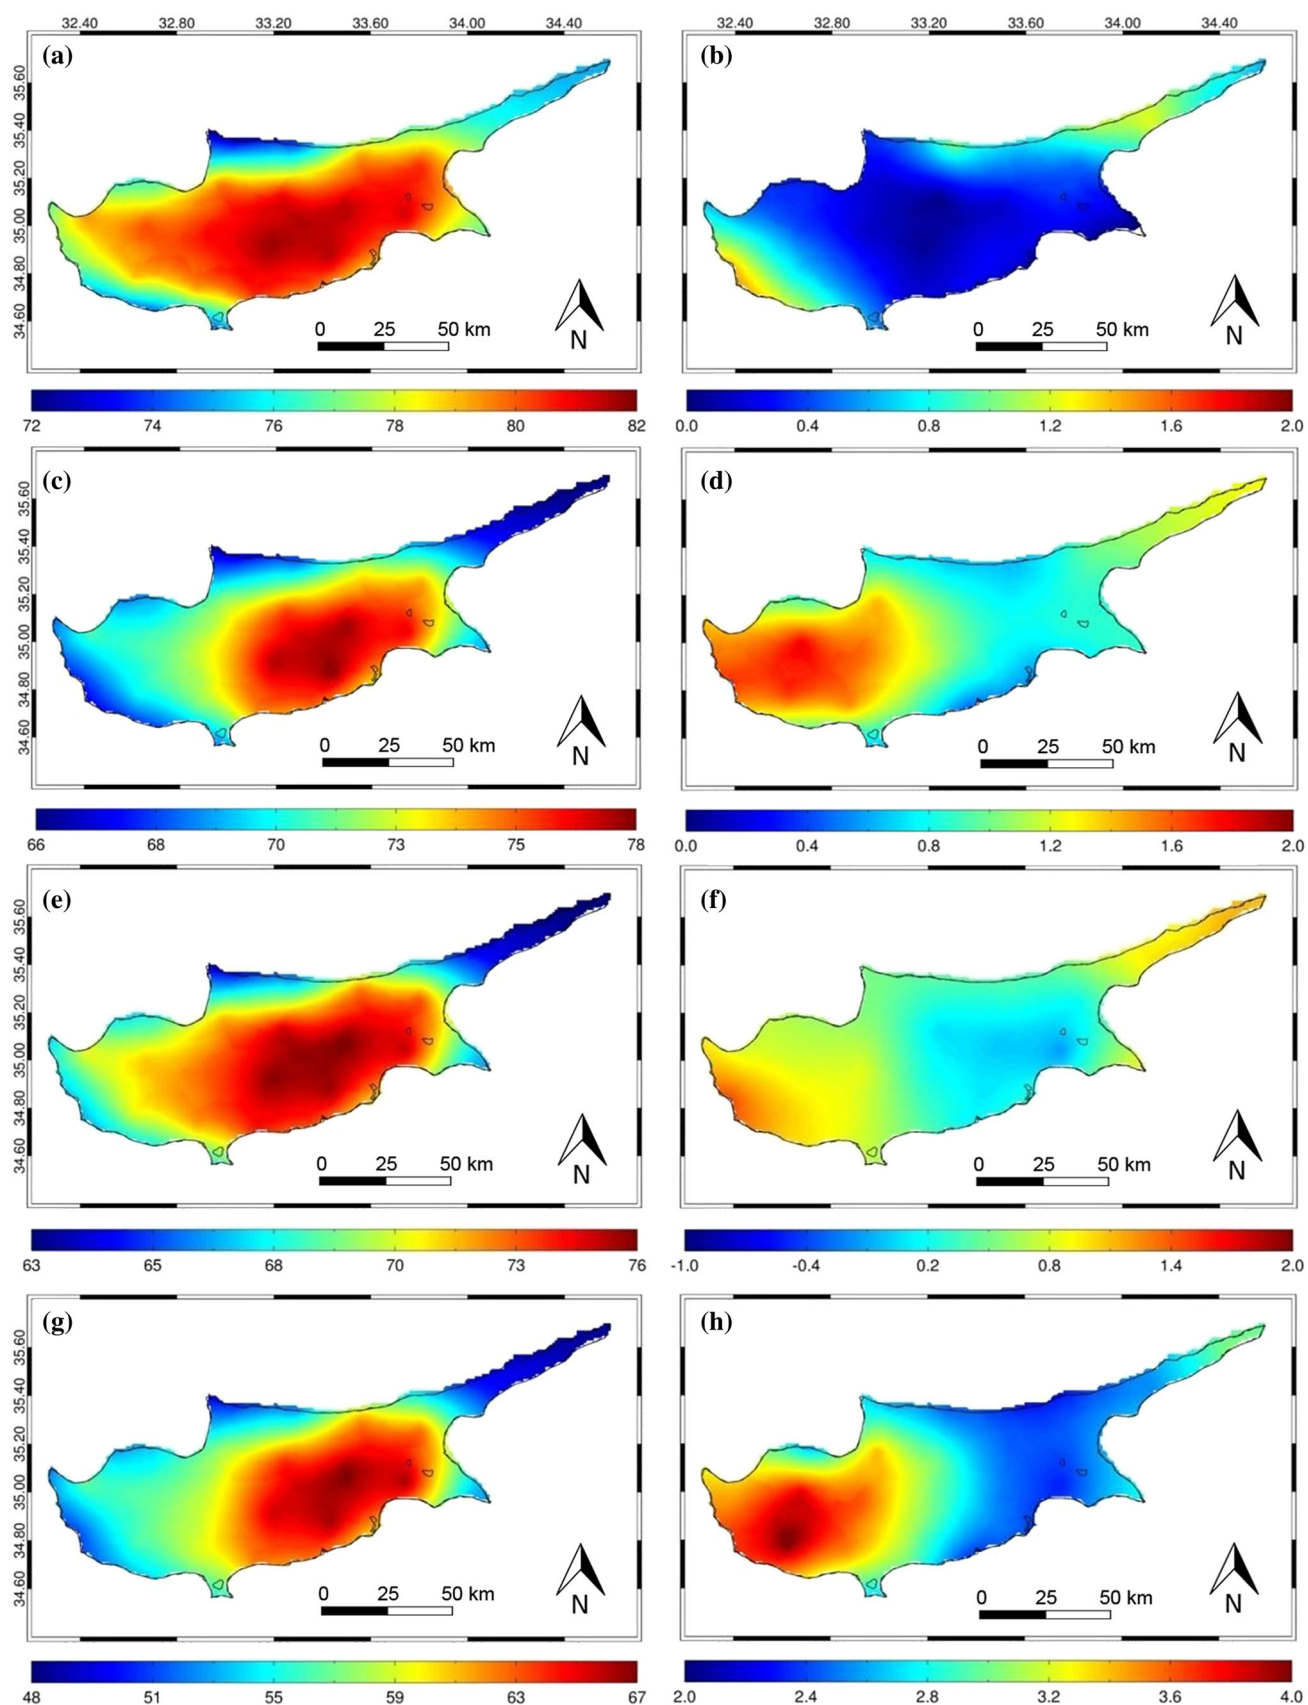 32.40 32.80 33.20 33.60 34.00 34.40
32.40 32.80 33.20 33.60 34.00 34.40
(a)
35.60
35.40
35.20
35.00
34.80
34.60
0 25 50 km
N
72 74 76 78 80 82
(b)
0 25 50 km
N
0.0 0.4 0.8 1.2 1.6 2.0
(c)
35.60
35.40
35.20
35.00
34.80
34.60
0 25 50 km
N
66 68 70 73 75 78
(d)
0 25 50 km
N
0.0 0.4 0.8 1.2 1.6 2.0
(e)
35.60
35.40
35.20
35.00
34.80
34.60
0 25 50 km
N
63 65 68 70 73 76
(f)
0 25 50 km
N
-1.0 -0.4 0.2 0.8 1.4 2.0
(g)
35.60
35.40
35.20
35.00
34.80
34.60
0 25 50 km
N
48 51 55 59 63 67
(h)
0 25 50 km
N
2.0 2.4 2.8 3.2 3.6 4.0